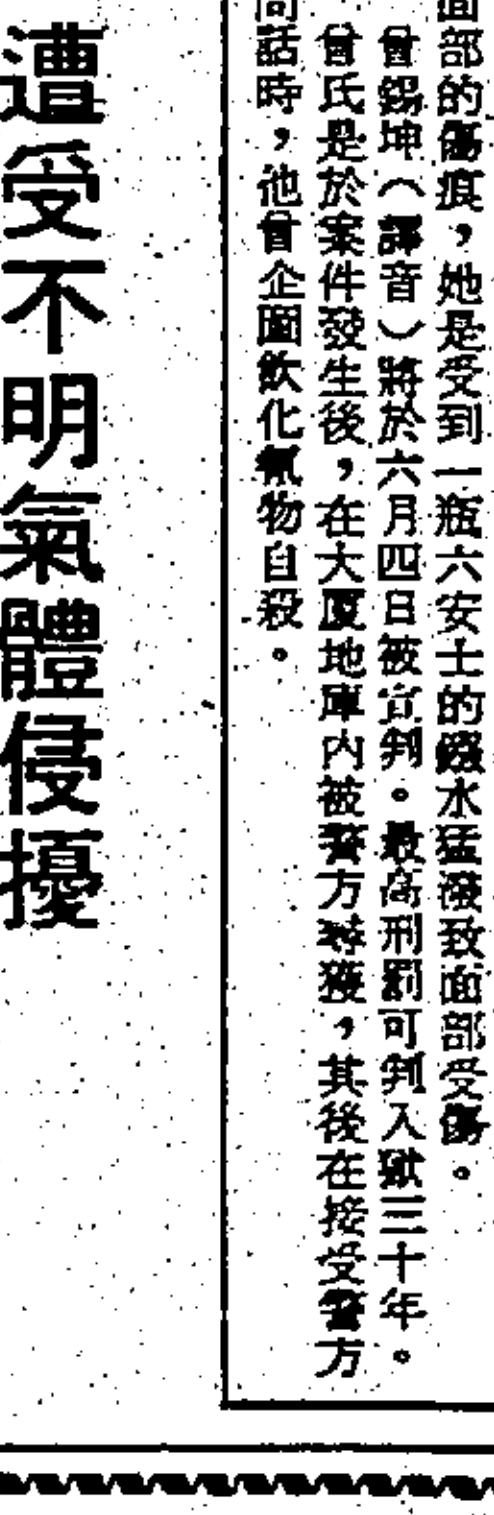 面部的傷痕，她是受到一瓶六安士的鏹水猛潑致面部受傷。
曾錫坤（譯音）將於六月四日被宣判。最高刑罰可判入獄三十年。
曾氏是於案件發生後，在大厦地庫內被警方尋獲，其後在接受警方
問話時，他曾企圖飲化氰物自殺。
遭受不明氣體侵擾